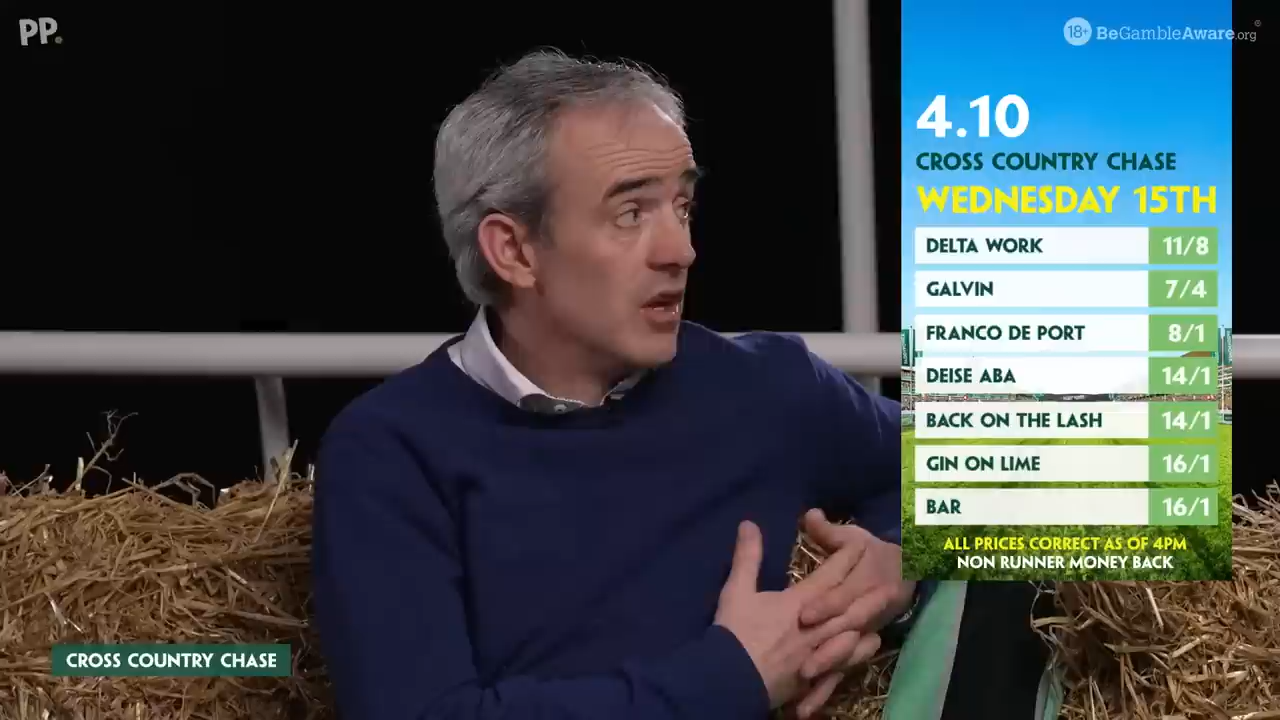 PP.
18+ BeGambleAware.org
4.10
CROSS COUNTRY CHASE
WEDNESDAY 15TH
DELTA WORK 11/8
GALVIN 7/4
FRANCO DE PORT 8/1
DEISE ABA 14/1
BACK ON THE LASH 14/1
GIN ON LIME 16/1
BAR 16/1
ALL PRICES CORRECT AS OF 4PM
NON RUNNER MONEY BACK
CROSS COUNTRY CHASE